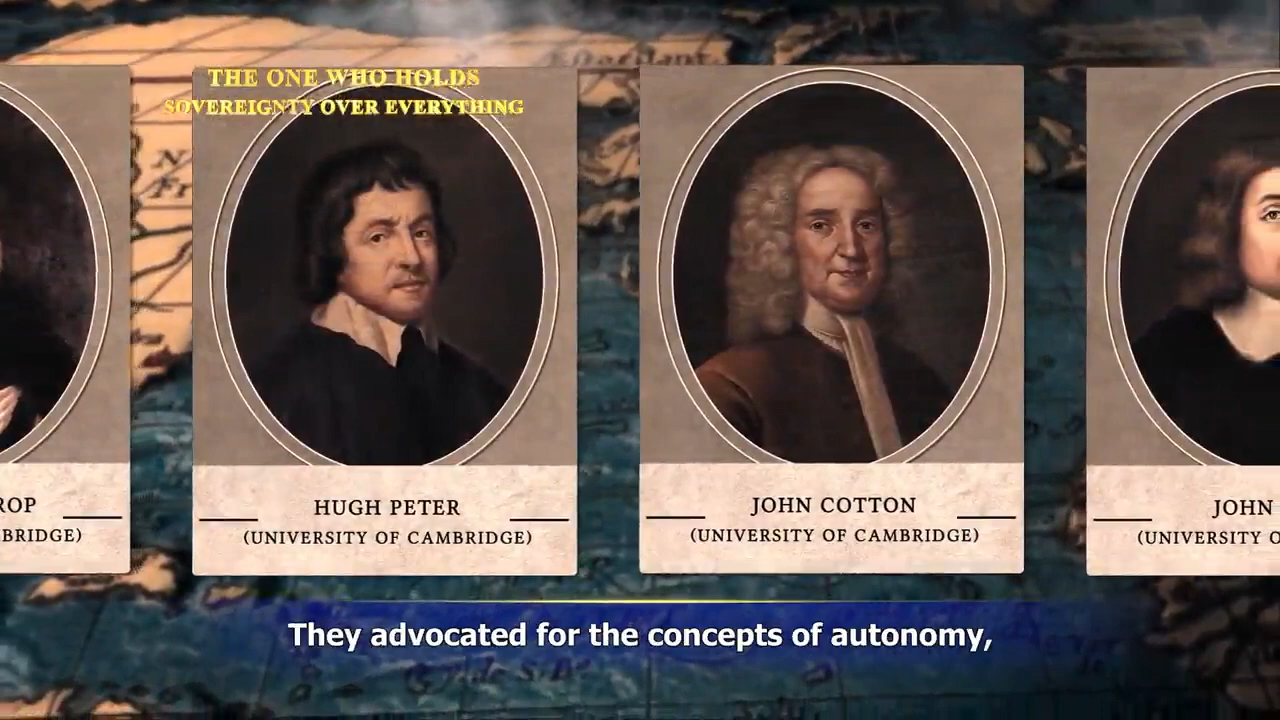 THE ONE WHO HOLDS
SOVEREIGNTY OVER EVERYTHING
ROP
BRIDGE)
HUGH PETER
(UNIVERSITY OF CAMBRIDGE)
JOHN COTTON
(UNIVERSITY OF CAMBRIDGE)
JOHN
(UNIVERSITY O
They advocated for the concepts of autonomy,